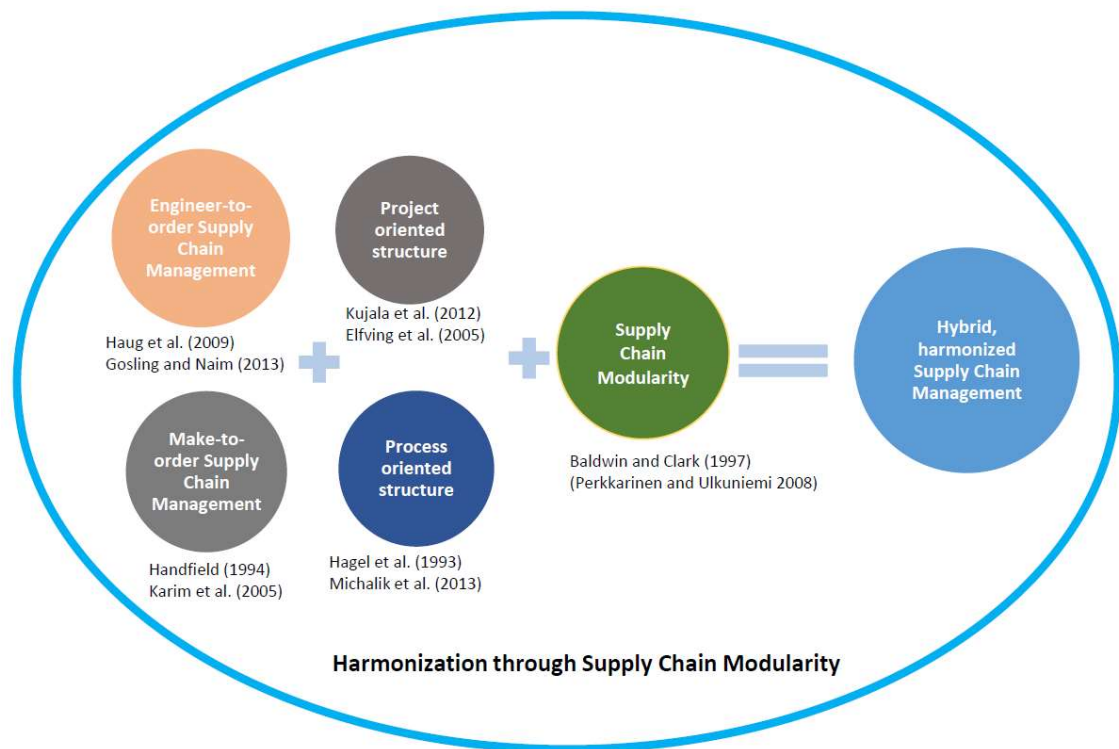 Engineer-to-
order Supply
Chain
Management
Haug et al. (2009)
Gosling and Naim (2013)
Project
oriented
structure
Kujala et al. (2012)
Elfving et al. (2005)
Make-to-
order Supply
Chain
Management
Handfield (1994)
Karim et al. (2005)
Process
oriented
structure
Hagel et al. (1993)
Michalik et al. (2013)
Supply
Chain
Modularity
Baldwin and Clark (1997)
(Perkkarinen and Ulkuniemi 2008)
Hybrid,
harmonized
Supply Chain
Management
Harmonization through Supply Chain Modularity